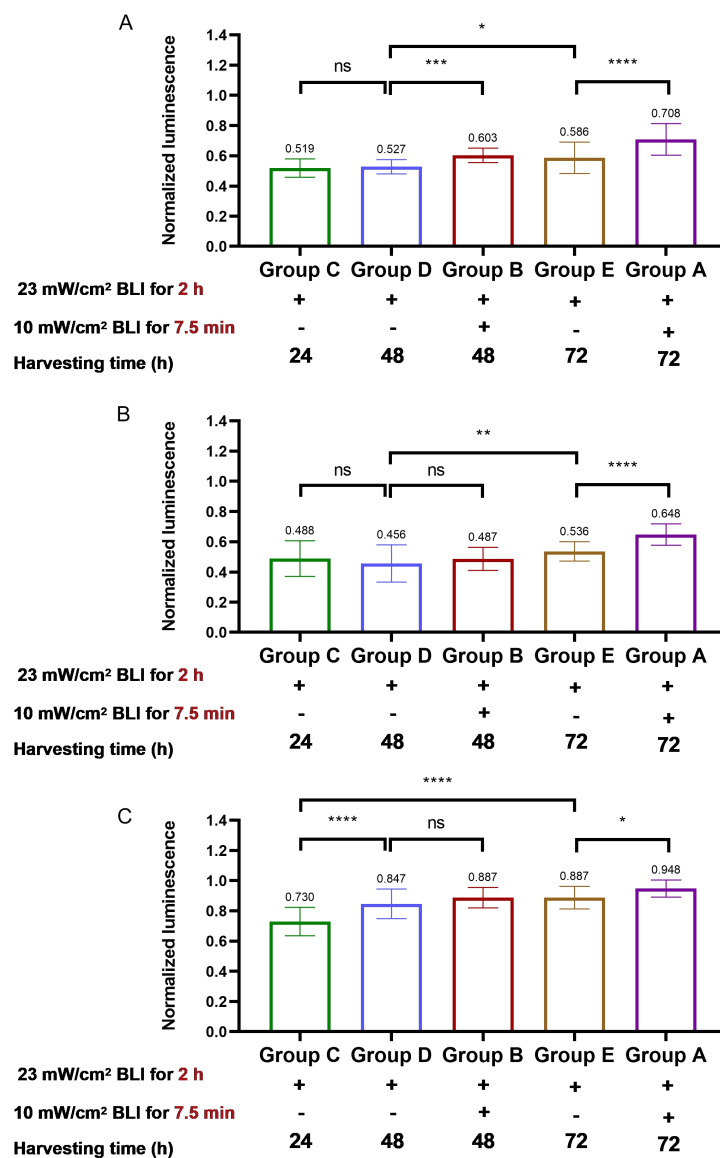 A
Normalized luminescence
1.4
1.2
1.0
0.8
0.6
0.4
0.2
0.0
*
ns
***
****
0.519
0.527
0.603
0.586
0.708
Group C Group D Group B Group E Group A
23 mW/cm² BLI for 2 h + + + + +
10 mW/cm² BLI for 7.5 min - - + - +
Harvesting time (h) 24 48 48 72 72
B
Normalized luminescence
1.4
1.2
1.0
0.8
0.6
0.4
0.2
0.0
**
ns
ns
****
0.488
0.456
0.487
0.536
0.648
Group C Group D Group B Group E Group A
23 mW/cm² BLI for 2 h + + + + +
10 mW/cm² BLI for 7.5 min - - + - +
Harvesting time (h) 24 48 48 72 72
C
Normalized luminescence
1.4
1.2
1.0
0.8
0.6
0.4
0.2
0.0
****
****
ns
*
0.730
0.847
0.887
0.887
0.948
Group C Group D Group B Group E Group A
23 mW/cm² BLI for 2 h + + + + +
10 mW/cm² BLI for 7.5 min - - + - +
Harvesting time (h) 24 48 48 72 72